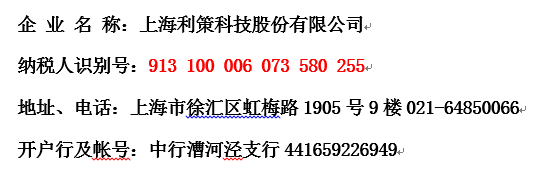 企 业 名 称：上海利策科技股份有限公司
纳税人识别号：913 100 006 073 580 255
地址、电话：上海市徐汇区虹梅路 1905 号 9 楼 021-64850066
开户行及帐号：中行漕河泾支行 441659226949